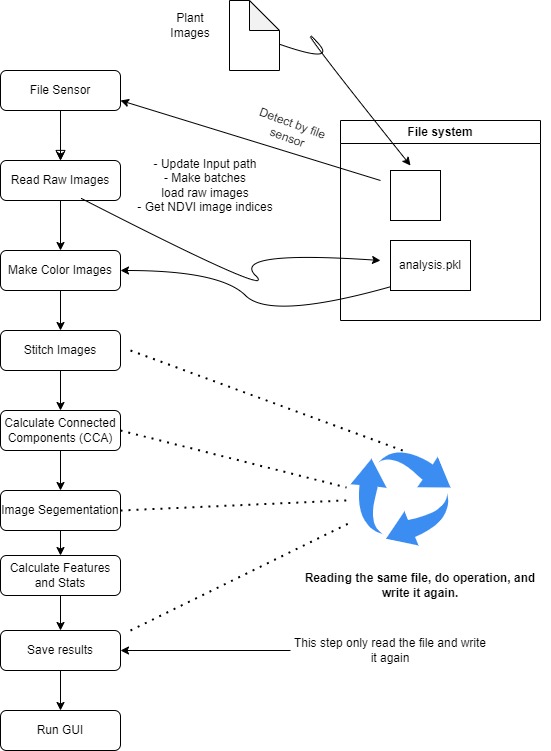 Plant
Images
File Sensor
Detect by file
sensor
File system
Read Raw Images
- Update Input path
- Make batches
load raw images
- Get NDVI image indices
Make Color Images
analysis.pkl
Stitch Images
Calculate Connected
Components (CCA)
Image Segementation
Calculate Features
and Stats
Reading the same file, do operation, and
write it again.
Save results
This step only read the file and write
it again
Run GUI